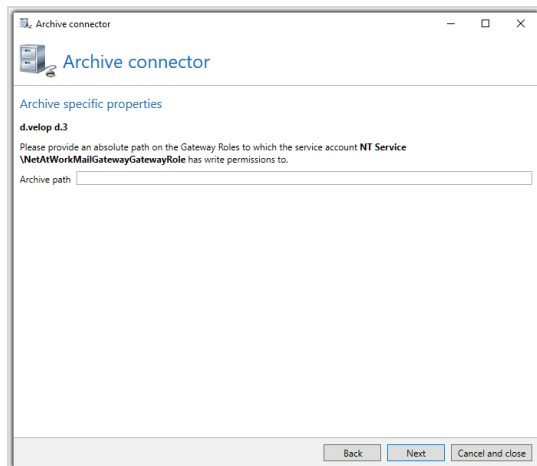 Archive connector
Archive connector
Archive specific properties
d.velop d.3
Please provide an absolute path on the Gateway Roles to which the service account NT Service
\NetAtWorkMailGatewayGatewayRole has write permissions to.
Archive path
Back Next Cancel and close